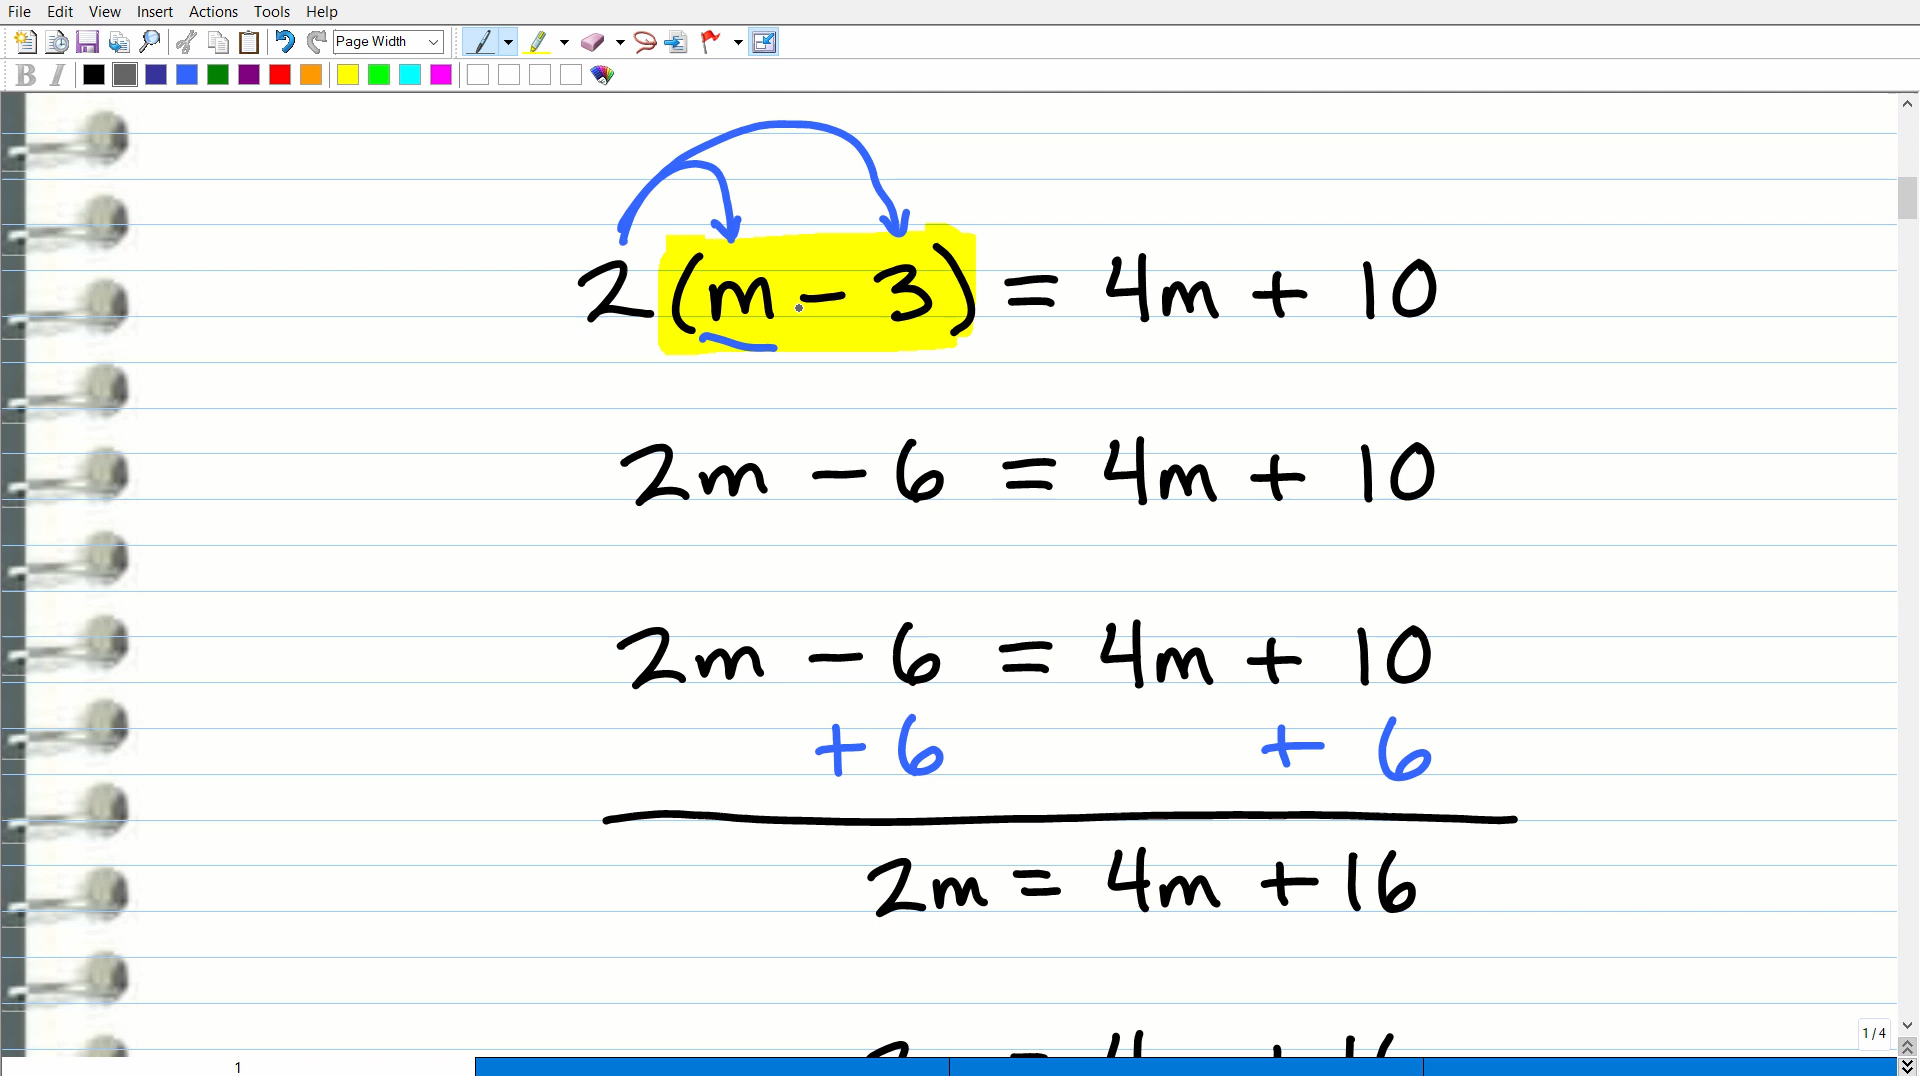 File Edit View Insert Actions Tools Help
Page Width
B I
2(m - 3) = 4m + 10
2m - 6 = 4m + 10
2m - 6 = 4m + 10
+ 6 + 6
2m = 4m + 16
1 / 4
1